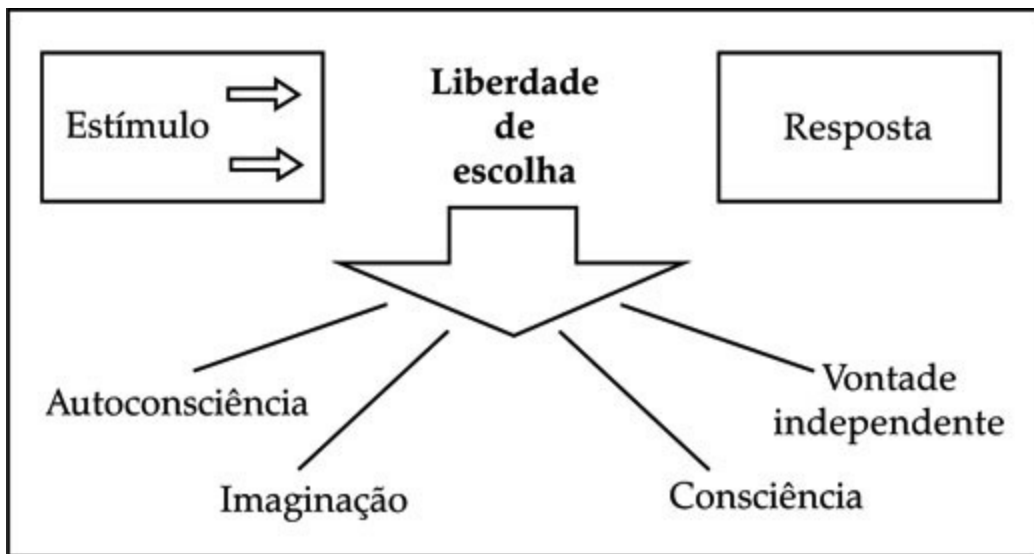 Estímulo
Liberdade
de
escolha
Resposta
Autoconsciência
Imaginação
Consciência
Vontade
independente